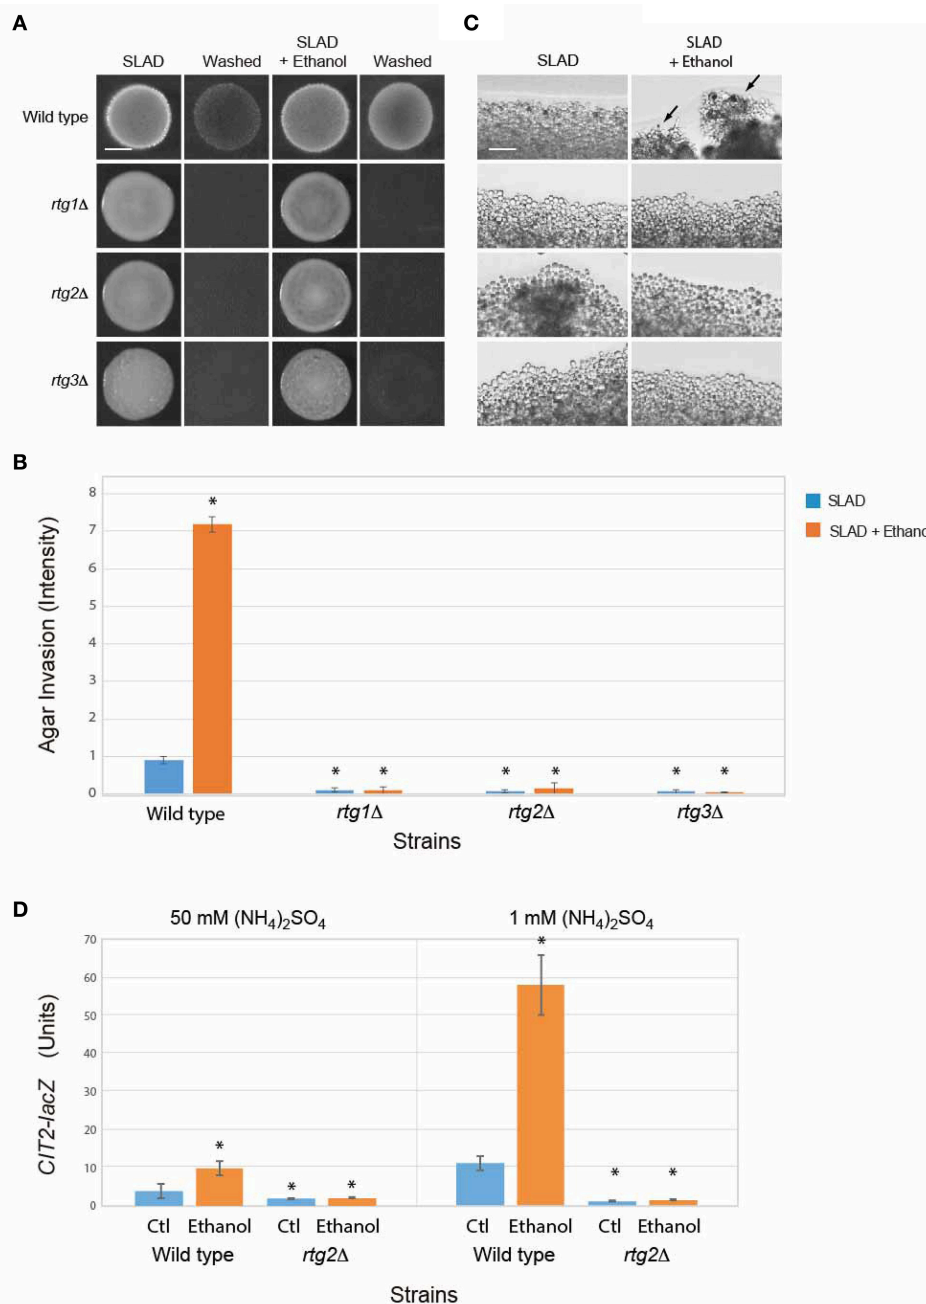 A
C
SLAD Washed SLAD + Ethanol Washed
SLAD SLAD + Ethanol
Wild type
rtg1Δ
rtg2Δ
rtg3Δ
B
8
7
6
5
4
3
2
1
0
Agar Invasion (Intensity)
* * * * * * *
SLAD
SLAD + Ethano
Wild type rtg1Δ rtg2Δ rtg3Δ
Strains
D
50 mM (NH₄)₂SO₄ 1 mM (NH₄)₂SO₄
70
60
50
40
30
20
10
0
CIT2-lacZ (Units)
* * * * * *
Ctl Ethanol Ctl Ethanol Ctl Ethanol Ctl Ethanol
Wild type rtg2Δ Wild type rtg2Δ
Strains